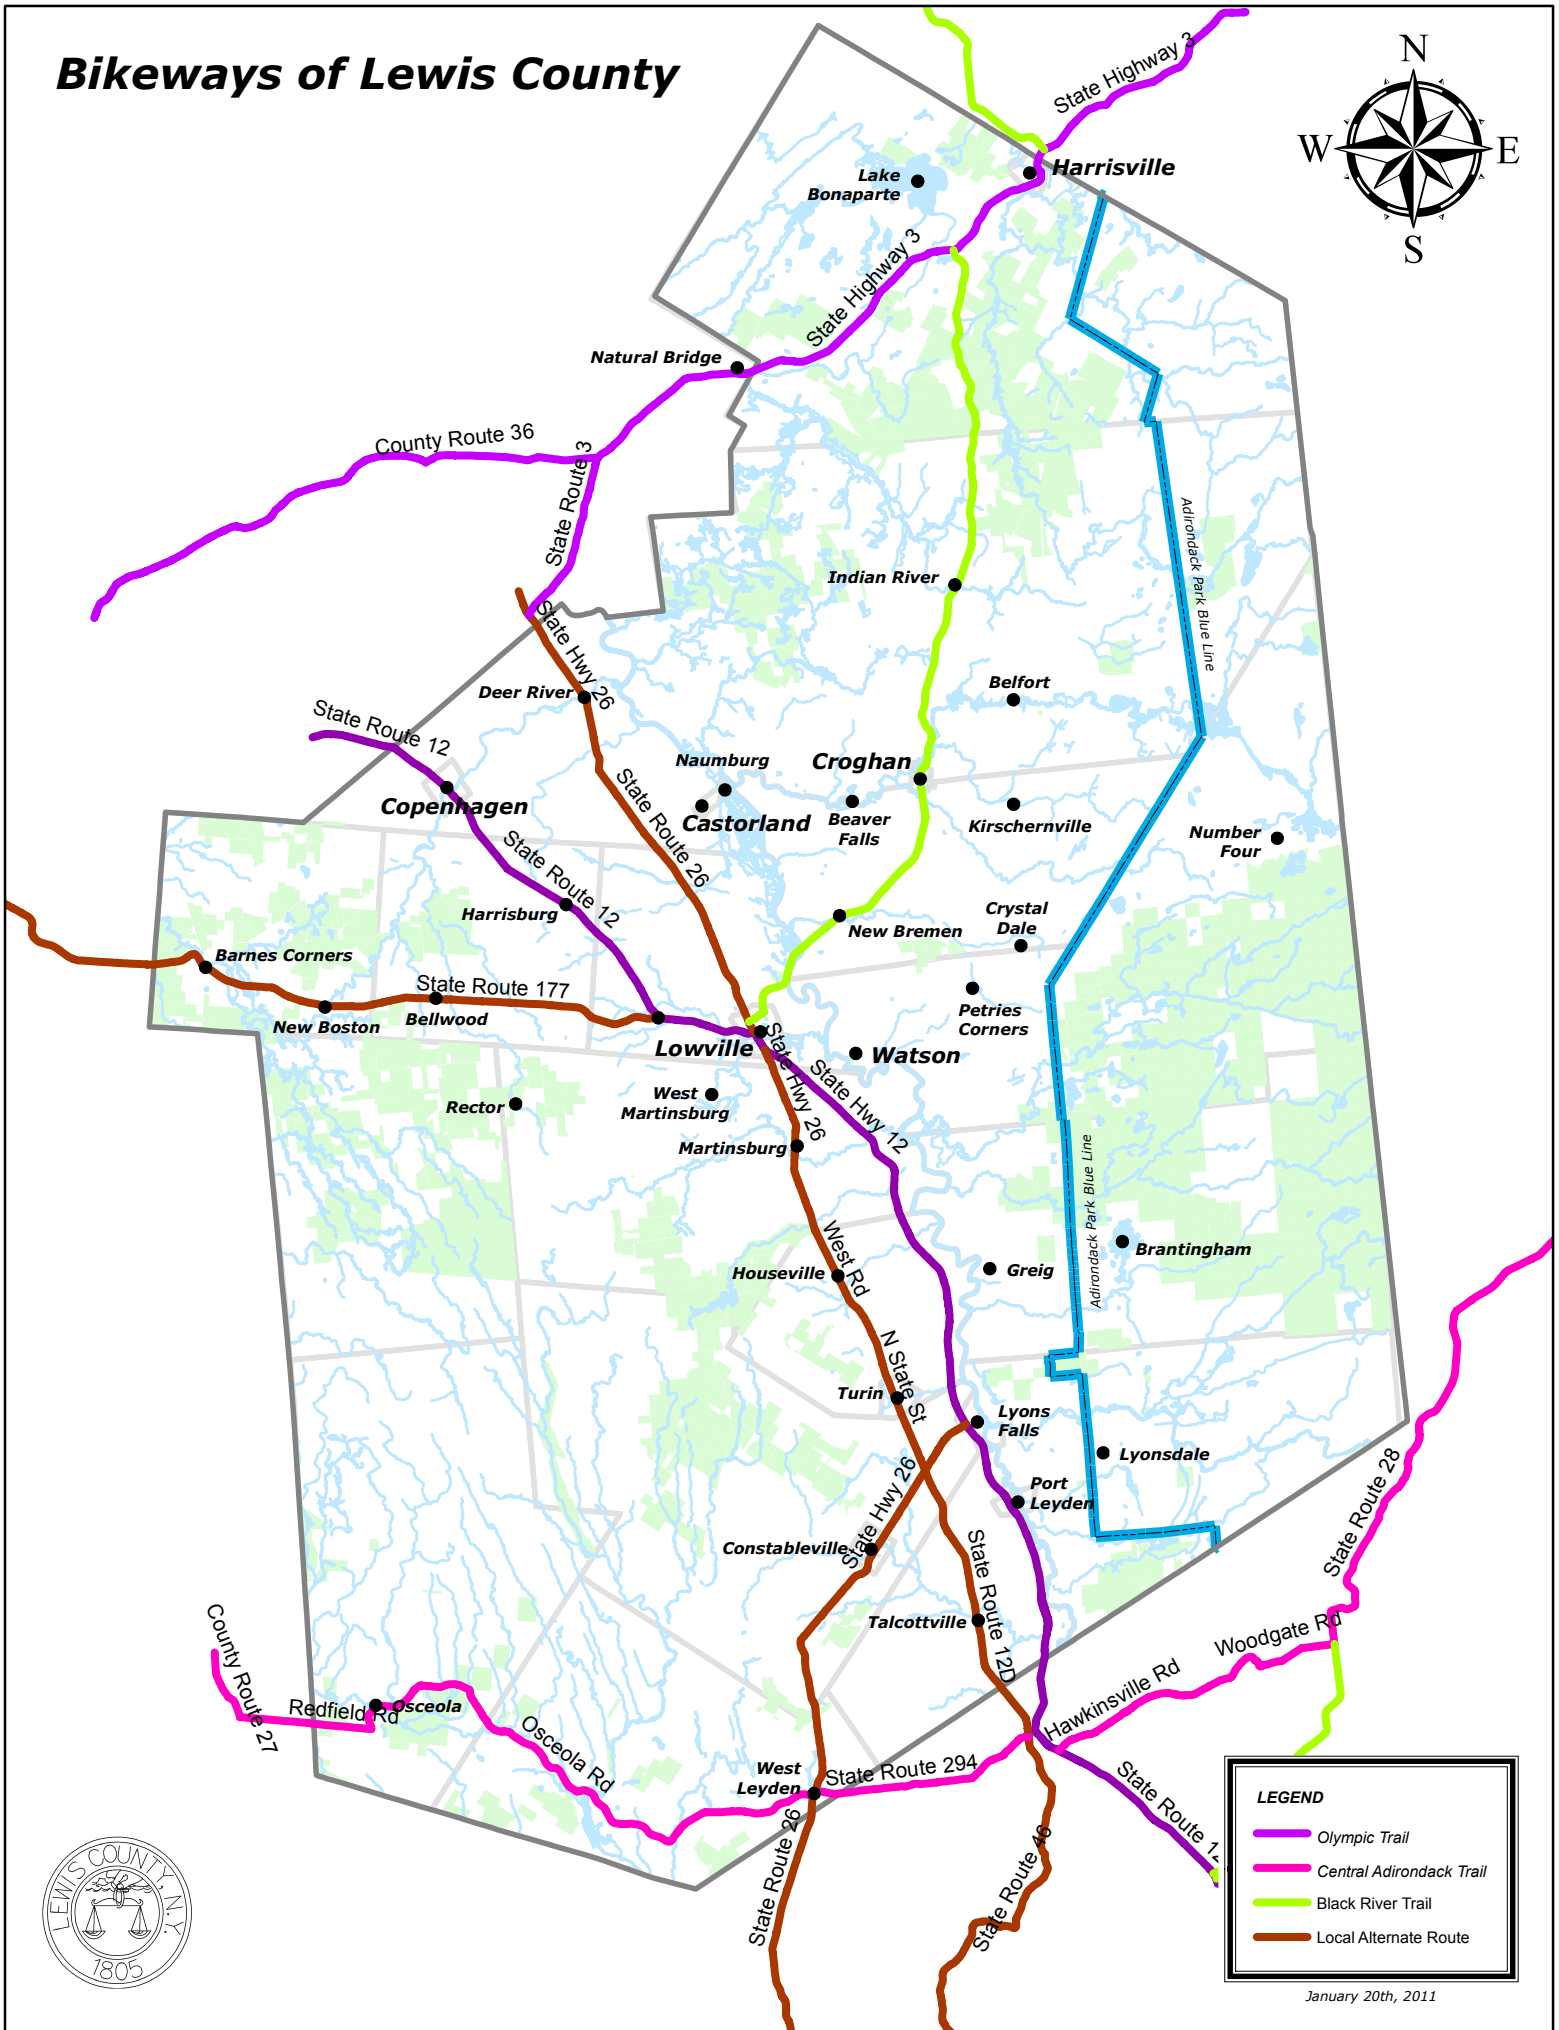 Bikeways of Lewis County
N
W
E
S
State Highway 3
Harrisville
Lake
Bonaparte
State Highway 3
Natural Bridge
County Route 36
State Route 3
Adirondack Park Blue Line
Indian River
State Hwy 26
Deer River
Belfort
State Route 12
Naumburg
Croghan
State Route 26
Copenhagen
Castorland
Beaver
Falls
Kirschernville
Number
Four
State Route 12
Harrisburg
New Bremen
Crystal
Dale
Barnes Corners
State Route 177
New Boston
Bellwood
Petries
Corners
Lowville
State Hwy 26
Watson
State Hwy 12
West
Martinsburg
Rector
Martinsburg
Adirondack Park Blue Line
West Rd
Brantingham
Houseville
Greig
N State St
Turin
Lyons
Falls
Lyonsdale
State Hwy 26
Port
Leyden
State Route 28
Constableville
State Route 12D
Talcottville
County Route 27
Woodgate Rd
Hawkinsville Rd
Redfield Rd
Osceola
Osceola Rd
West
Leyden
State Route 294
State Route 12
State Route 26
State Route 46
LEGEND
Olympic Trail
Central Adirondack Trail
Black River Trail
Local Alternate Route
January 20th, 2011
LEWIS COUNTY, N.Y.
1805